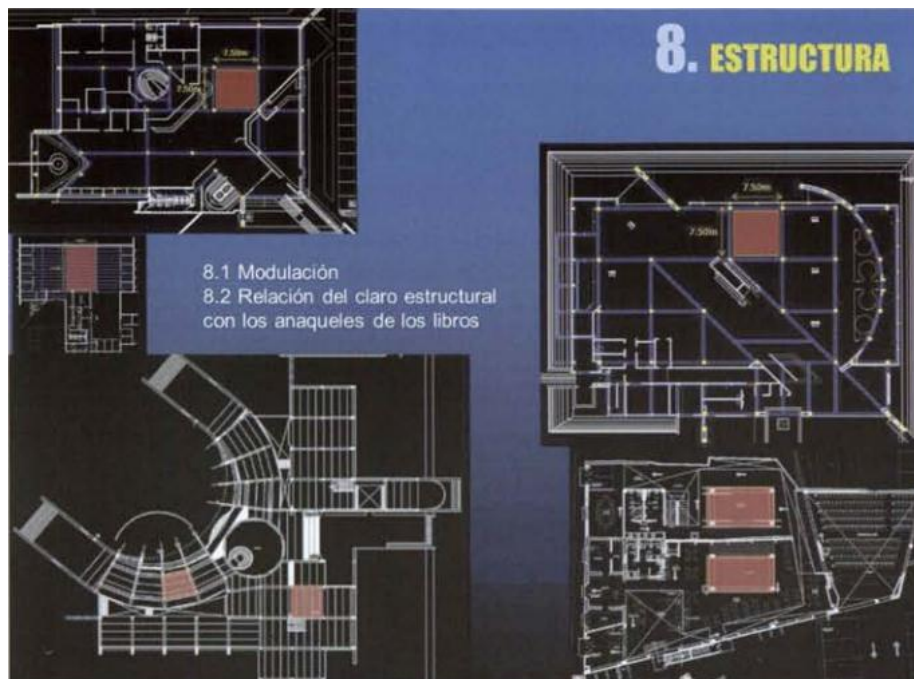 8. ESTRUCTURA
7.50m
7.50m
7.50m
7.50m
8.1 Modulación
8.2 Relación del claro estructural
con los anaqueles de los libros